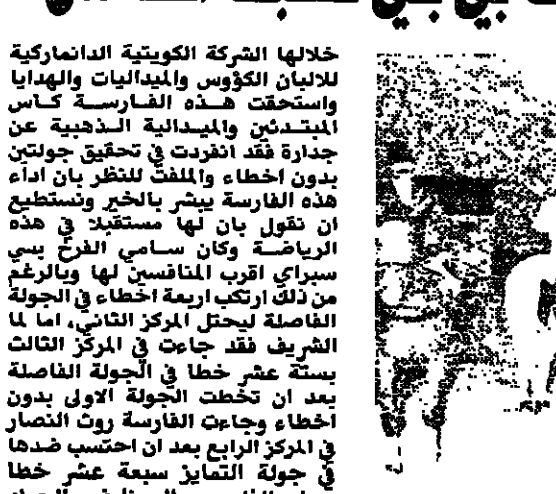 خلالها الشركة الكويتية الدانماركية
للالبان الكؤوس والميداليات والهدايا
واستحقت هذه الفارسة كاس
المبتدئين والميدالية الذهبية عن
جدارة فقد انفردت في تحقيق جولتين
بدون اخطاء والملفت للنظر بان اداء
هذه الفارسة يبشر بالخير ونستطيع
ان نقول بان لها مستقبلا في هذه
الرياضة وكان سامي الفرح بسي
سبراي اقرب المنافسين لها وبالرغم
من ذلك ارتكب اربعة اخطاء في الجولة
الفاصلة ليحتل المركز الثاني، اما لما
الشريف فقد جاءت في المركز الثالث
بستة عشر خطا في الجولة الفاصلة
بعد ان تخطت الجولة الاولى بدون
اخطاء وجاءت الفارسة روث النصار
في المركز الرابع بعد ان احتسب ضدها
في جولة التمايز سبعة عشر خطا